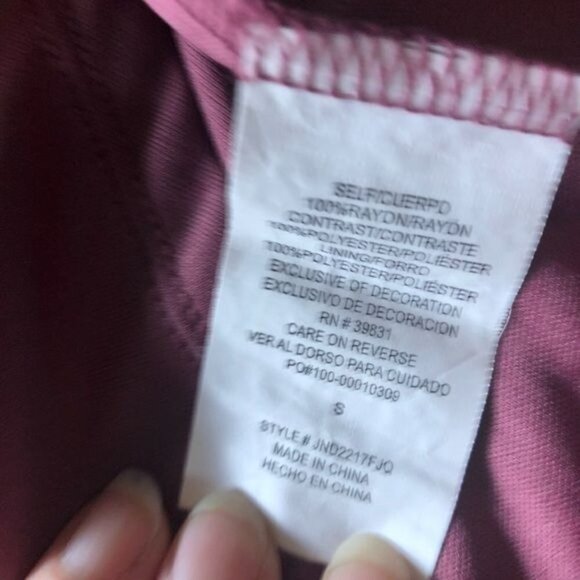 SELF/CUERPO
100%RAYON/RAYON
CONTRAST/CONTRASTE
100%POLYESTER/POLIÉSTER
LINING/FORRO
100%POLYESTER/POLIÉSTER
EXCLUSIVE OF DECORATION
EXCLUSIVO DE DECORACION
RN # 39831
CARE ON REVERSE
VER AL DORSO PARA CUIDADO
PO#100-00010309
S
STYLE # JND2217FJO
MADE IN CHINA
HECHO EN CHINA